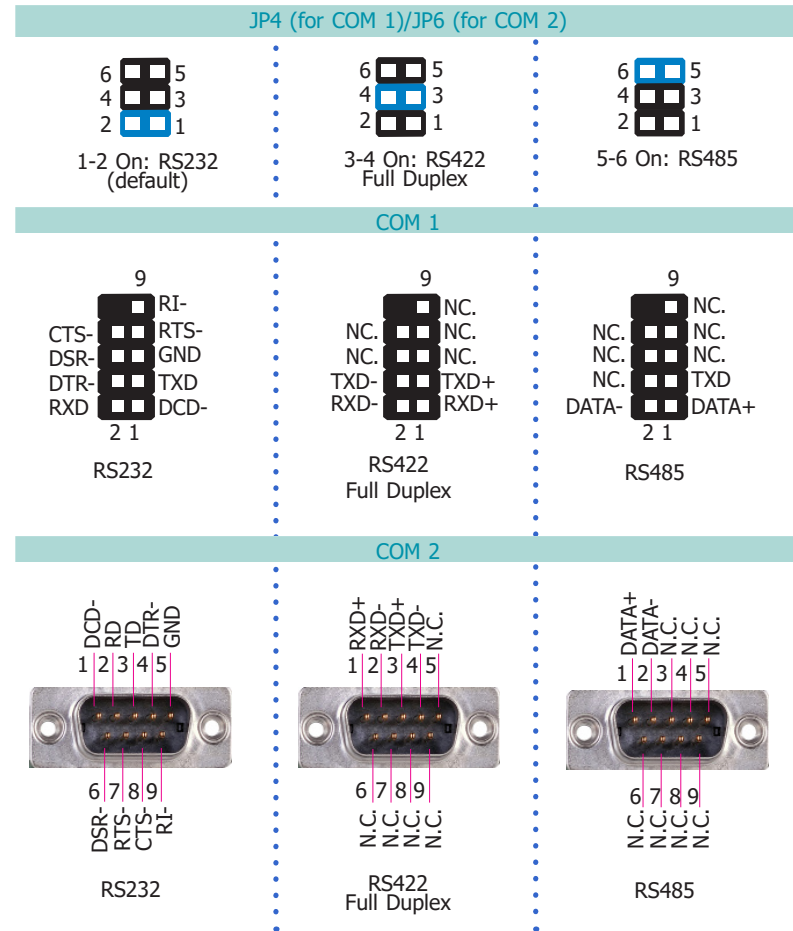 JP4 (for COM 1)/JP6 (for COM 2)
6 5
4 3
2 1
1-2 On: RS232
(default)
6 5
4 3
2 1
3-4 On: RS422
Full Duplex
6 5
4 3
2 1
5-6 On: RS485
COM 1
9
RI-
CTS- RTS-
DSR- GND
DTR- TXD
RXD DCD-
2 1
RS232
9
NC.
NC. NC.
NC. NC.
TXD- TXD+
RXD- RXD+
2 1
RS422
Full Duplex
9
NC.
NC. NC.
NC. NC.
NC. TXD
DATA- DATA+
2 1
RS485
COM 2
DCD- RD TD DTR- GND
1 2 3 4 5
6 7 8 9
DSR- RTS- CTS- RI-
RS232
RXD+ RXD- TXD+ TXD- N.C.
1 2 3 4 5
6 7 8 9
N.C. N.C. N.C. N.C.
RS422
Full Duplex
DATA+ DATA- N.C. N.C. N.C.
1 2 3 4 5
6 7 8 9
N.C. N.C. N.C. N.C.
RS485